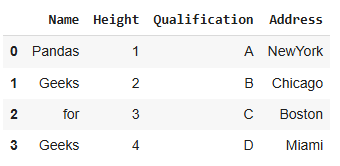 Name Height Qualification Address
0 Pandas 1 A NewYork
1 Geeks 2 B Chicago
2 for 3 C Boston
3 Geeks 4 D Miami